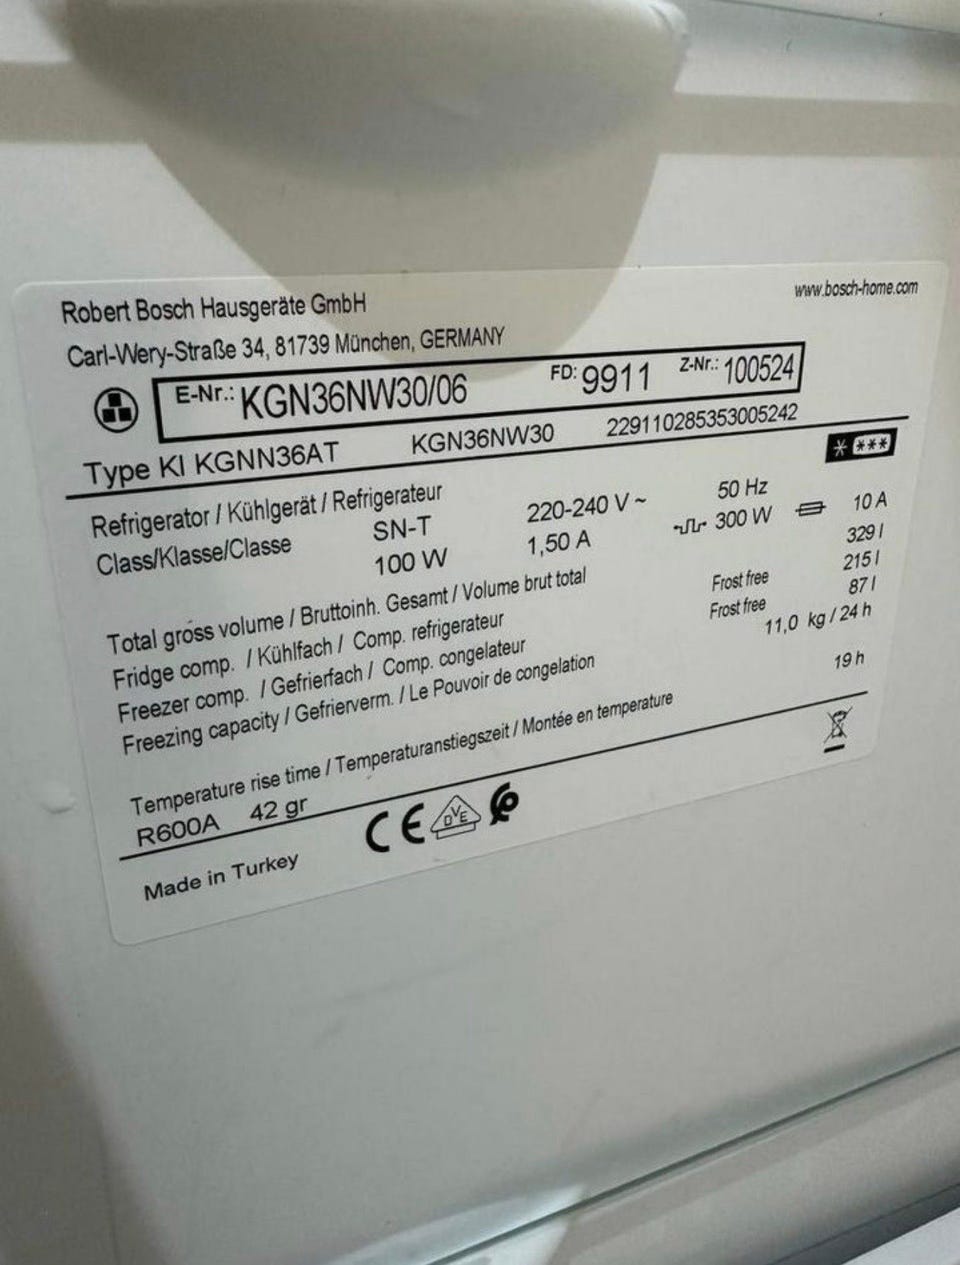 Robert Bosch Hausgeräte GmbH
www.bosch-home.com
Carl-Wery-Straße 34, 81739 München, GERMANY
E-Nr.: KGN36NW30/06 FD: 9911 Z-Nr.: 100524
Type KI KGNN36AT KGN36NW30 229110285353005242
* ***
Refrigerator / Kühlgerät / Refrigerateur
Class/Klasse/Classe SN-T 220-240 V ~ 50 Hz
100 W 1,50 A 300 W 10 A
Total gross volume / Bruttoinh. Gesamt / Volume brut total 329 l
Fridge comp. / Kühlfach / Comp. refrigerateur Frost free 215 l
Freezer comp. / Gefrierfach / Comp. congelateur Frost free 87 l
Freezing capacity / Gefrierverm. / Le Pouvoir de congelation 11,0 kg / 24 h
Temperature rise time / Temperaturanstiegszeit / Montée en temperature 19 h
R600A 42 gr
Made in Turkey
CE
DVE